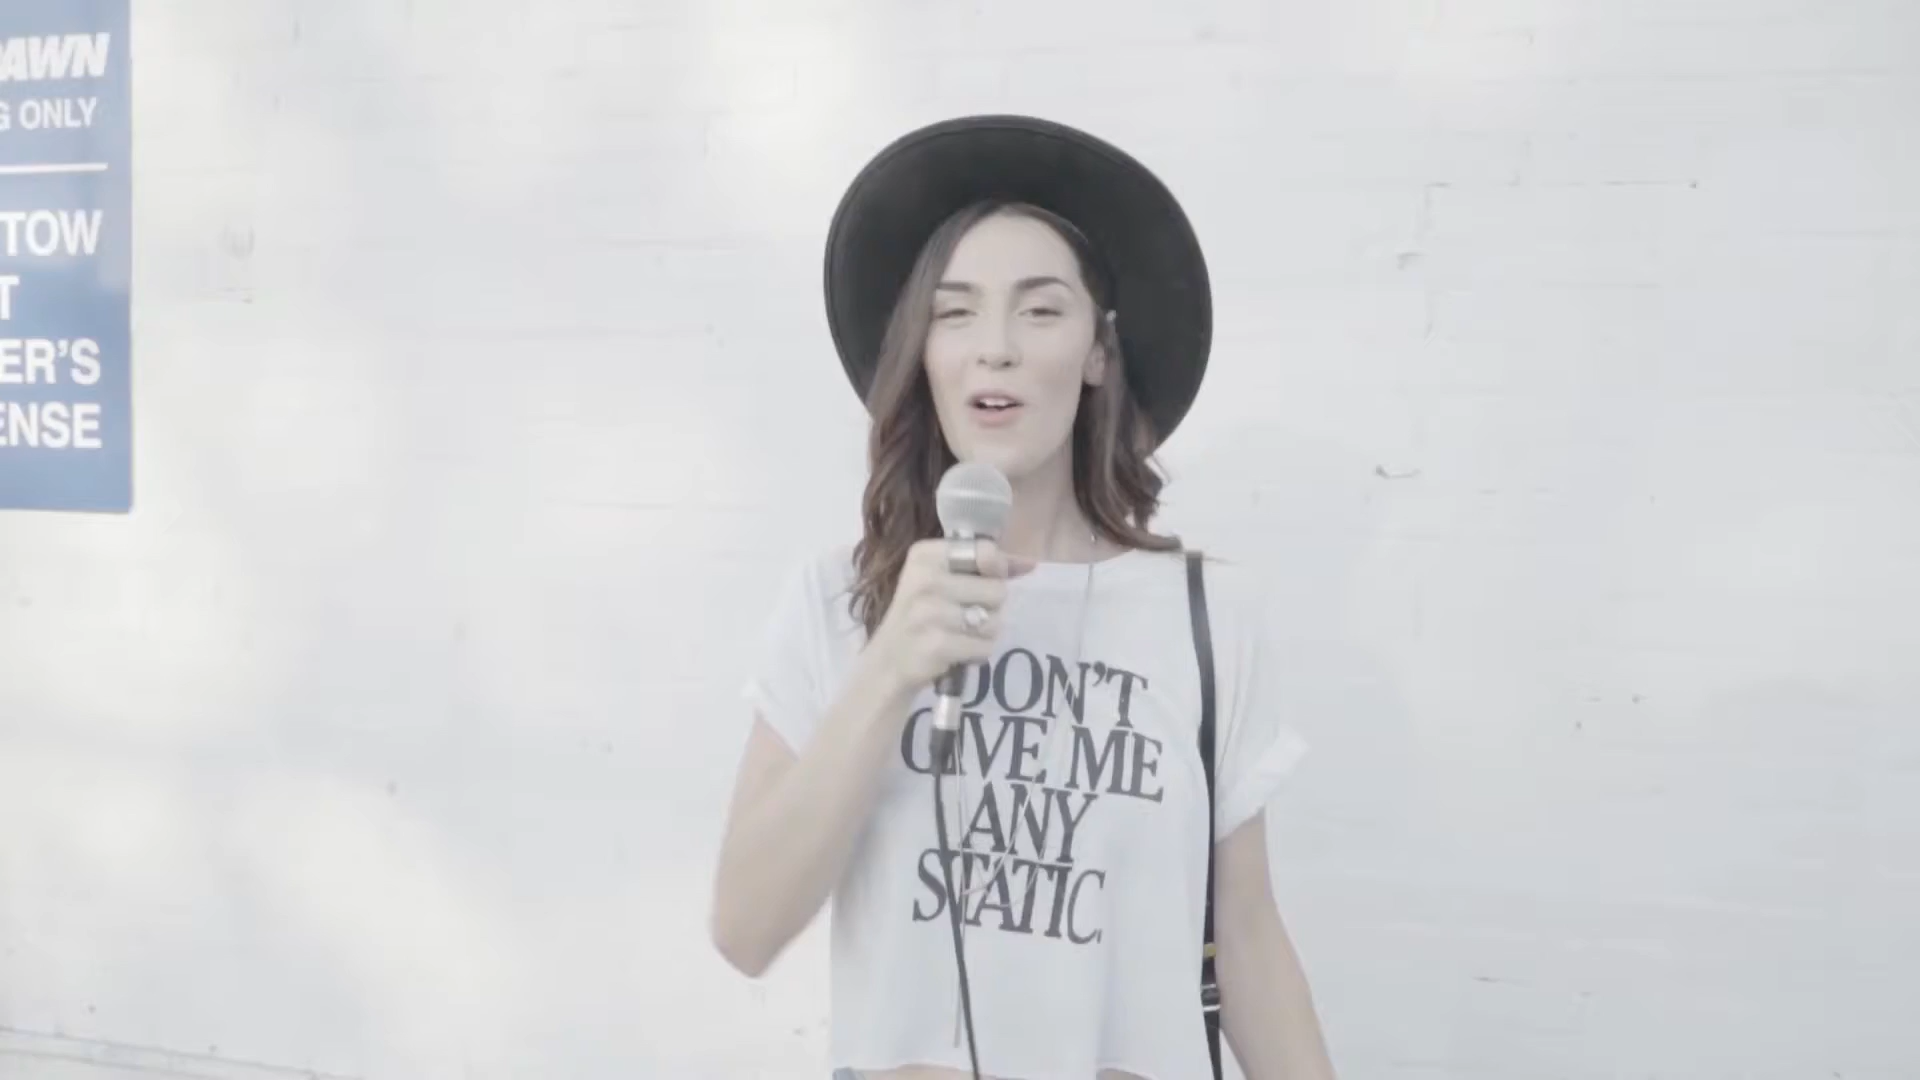 AWN
G ONLY
TOW
T
ER'S
ENSE
DON'T
GIVE ME
ANY
STATIC